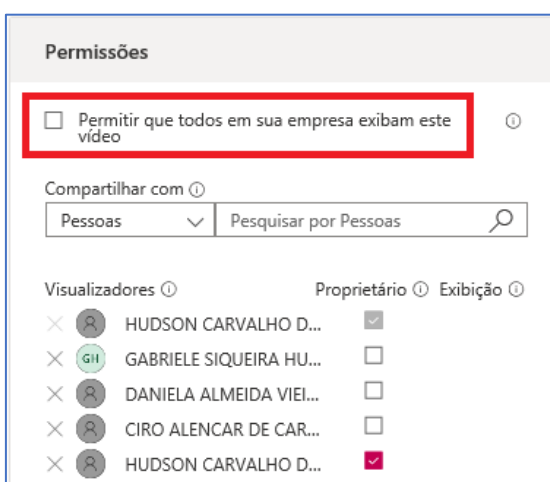 Permissões
Permitir que todos em sua empresa exibam este
vídeo
Compartilhar com
Pessoas Pesquisar por Pessoas
Visualizadores Proprietário Exibição
HUDSON CARVALHO D...
GH GABRIELE SIQUEIRA HU...
DANIELA ALMEIDA VIEI...
CIRO ALENCAR DE CAR...
HUDSON CARVALHO D...